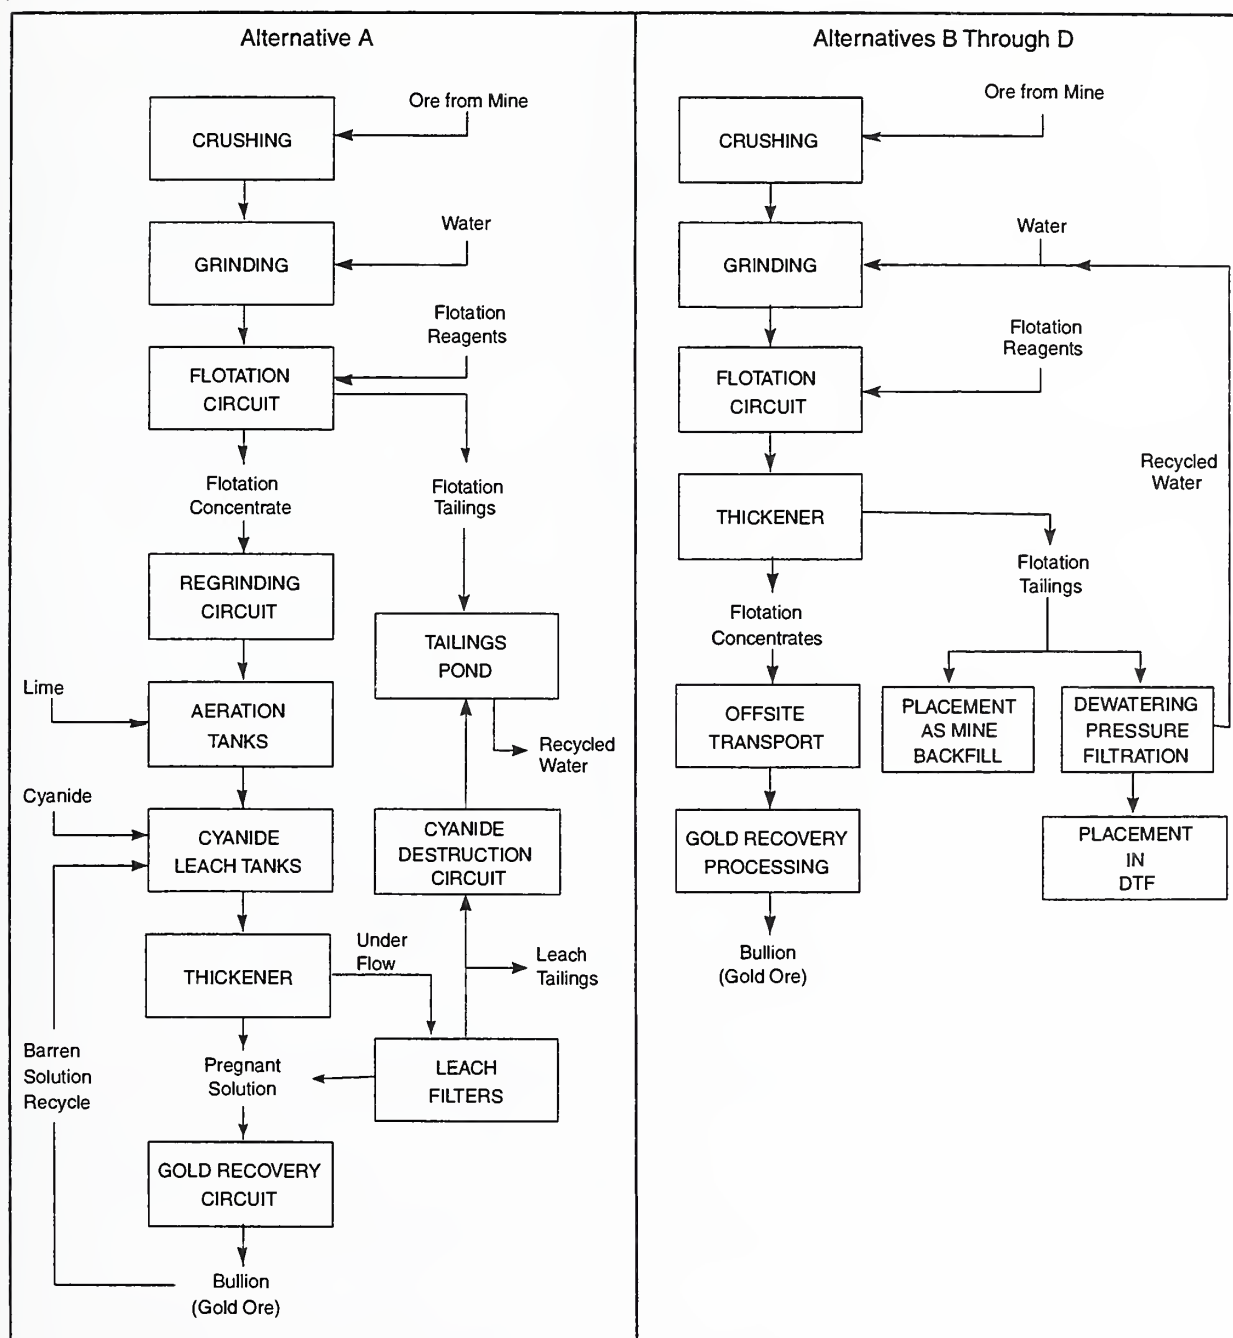 Alternative A
Ore from Mine
CRUSHING
Water
GRINDING
Flotation
Reagents
FLOTATION
CIRCUIT
Flotation
Concentrate
Flotation
Tailings
REGRINDING
CIRCUIT
TAILINGS
POND
Lime
AERATION
TANKS
Recycled
Water
Cyanide
CYANIDE
LEACH TANKS
CYANIDE
DESTRUCTION
CIRCUIT
Under
Flow
THICKENER
Leach
Tailings
Barren
Solution
Recycle
Pregnant
Solution
LEACH
FILTERS
GOLD RECOVERY
CIRCUIT
Bullion
(Gold Ore)
Alternatives B Through D
Ore from Mine
CRUSHING
Water
GRINDING
Flotation
Reagents
FLOTATION
CIRCUIT
Recycled
Water
THICKENER
Flotation
Tailings
Flotation
Concentrates
OFFSITE
TRANSPORT
PLACEMENT
AS MINE
BACKFILL
DEWATERING
PRESSURE
FILTRATION
GOLD RECOVERY
PROCESSING
PLACEMENT
IN
DTF
Bullion
(Gold Ore)